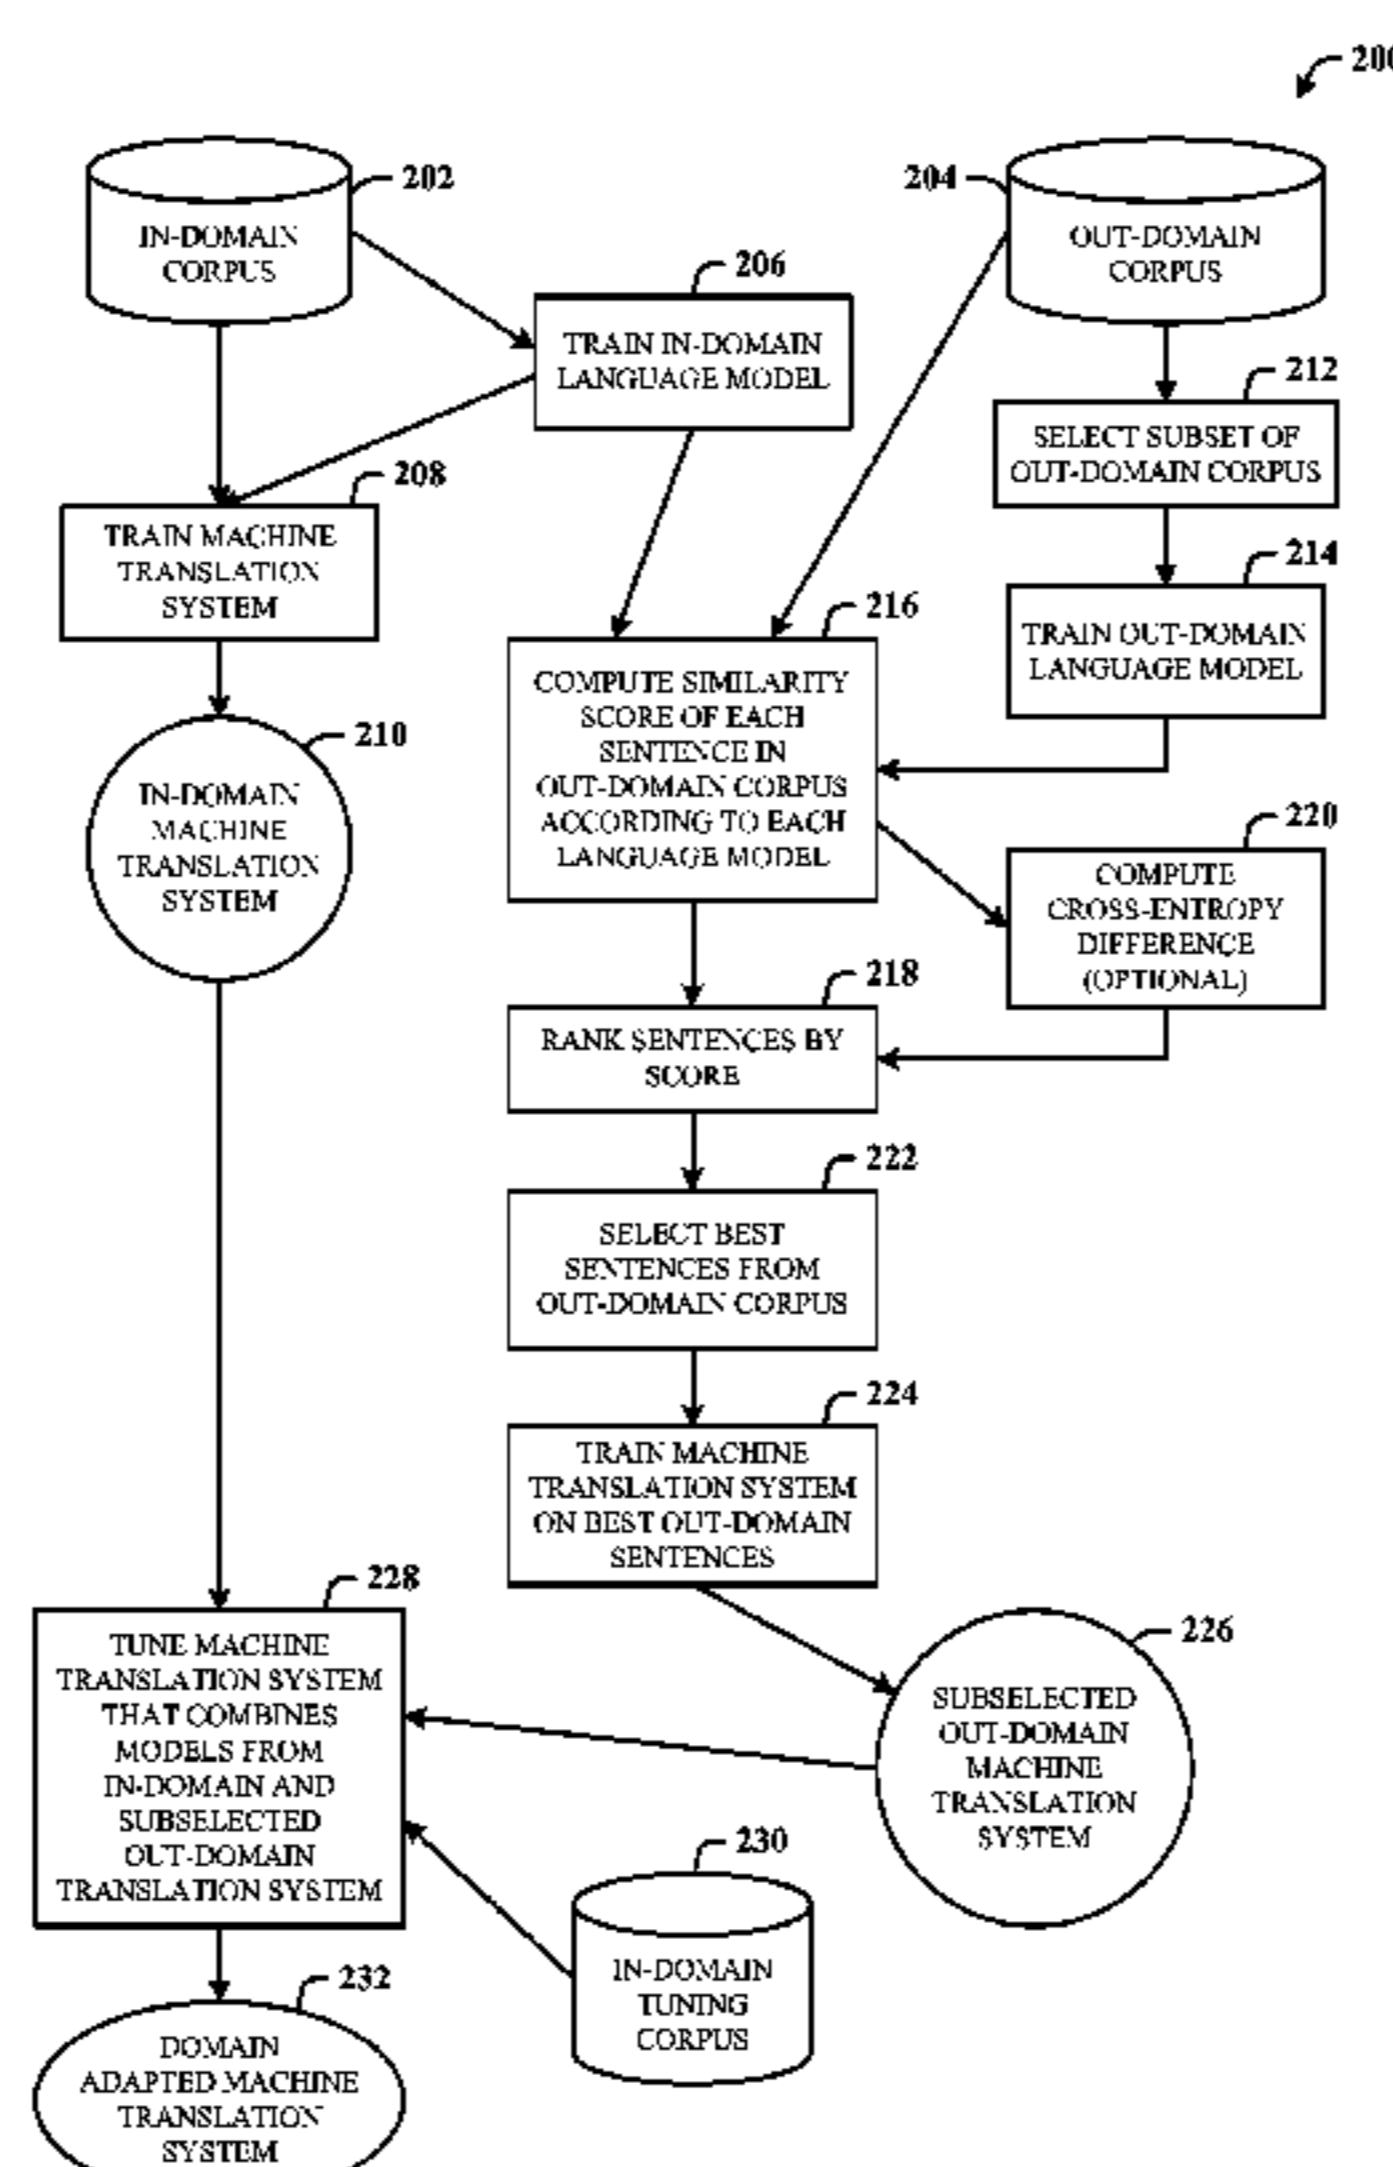 200
202
IN-DOMAIN
CORPUS
204
OUT-DOMAIN
CORPUS
206
TRAIN IN-DOMAIN
LANGUAGE MODEL
212
SELECT SUBSET OF
OUT-DOMAIN CORPUS
208
TRAIN MACHINE
TRANSLATION
SYSTEM
214
TRAIN OUT-DOMAIN
LANGUAGE MODEL
216
COMPUTE SIMILARITY
SCORE OF EACH
SENTENCE IN
OUT-DOMAIN CORPUS
ACCORDING TO EACH
LANGUAGE MODEL
210
IN-DOMAIN
MACHINE
TRANSLATION
SYSTEM
220
COMPUTE
CROSS-ENTROPY
DIFFERENCE
(OPTIONAL)
218
RANK SENTENCES BY
SCORE
222
SELECT BEST
SENTENCES FROM
OUT-DOMAIN CORPUS
224
TRAIN MACHINE
TRANSLATION SYSTEM
ON BEST OUT-DOMAIN
SENTENCES
228
TUNE MACHINE
TRANSLATION SYSTEM
THAT COMBINES
MODELS FROM
IN-DOMAIN AND
SUBSELECTED
OUT-DOMAIN
TRANSLATION SYSTEM
226
SUBSELECTED
OUT-DOMAIN
MACHINE
TRANSLATION
SYSTEM
230
IN-DOMAIN
TUNING
CORPUS
232
DOMAIN
ADAPTED MACHINE
TRANSLATION
SYSTEM